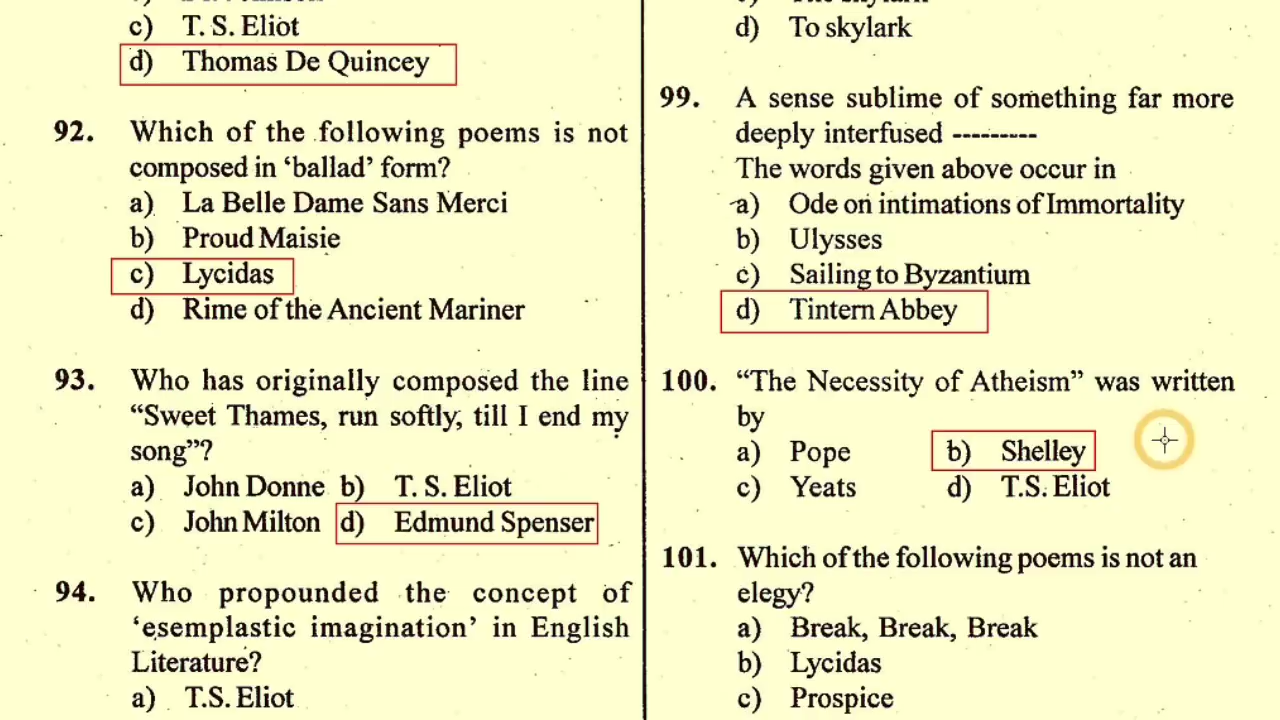 c) T. S. Eliot
d) Thomas De Quincey
92. Which of the following poems is not
composed in ‘ballad’ form?
a) La Belle Dame Sans Merci
b) Proud Maisie
c) Lycidas
d) Rime of the Ancient Mariner
93. Who has originally composed the line
“Sweet Thames, run softly, till I end my
song”?
a) John Donne b) T. S. Eliot
c) John Milton d) Edmund Spenser
94. Who propounded the concept of
‘esemplastic imagination’ in English
Literature?
a) T.S. Eliot
d) To skylark
99. A sense sublime of something far more
deeply interfused ---------
The words given above occur in
a) Ode on intimations of Immortality
b) Ulysses
c) Sailing to Byzantium
d) Tintern Abbey
100. “The Necessity of Atheism” was written
by
a) Pope b) Shelley
c) Yeats d) T.S. Eliot
101. Which of the following poems is not an
elegy?
a) Break, Break, Break
b) Lycidas
c) Prospice